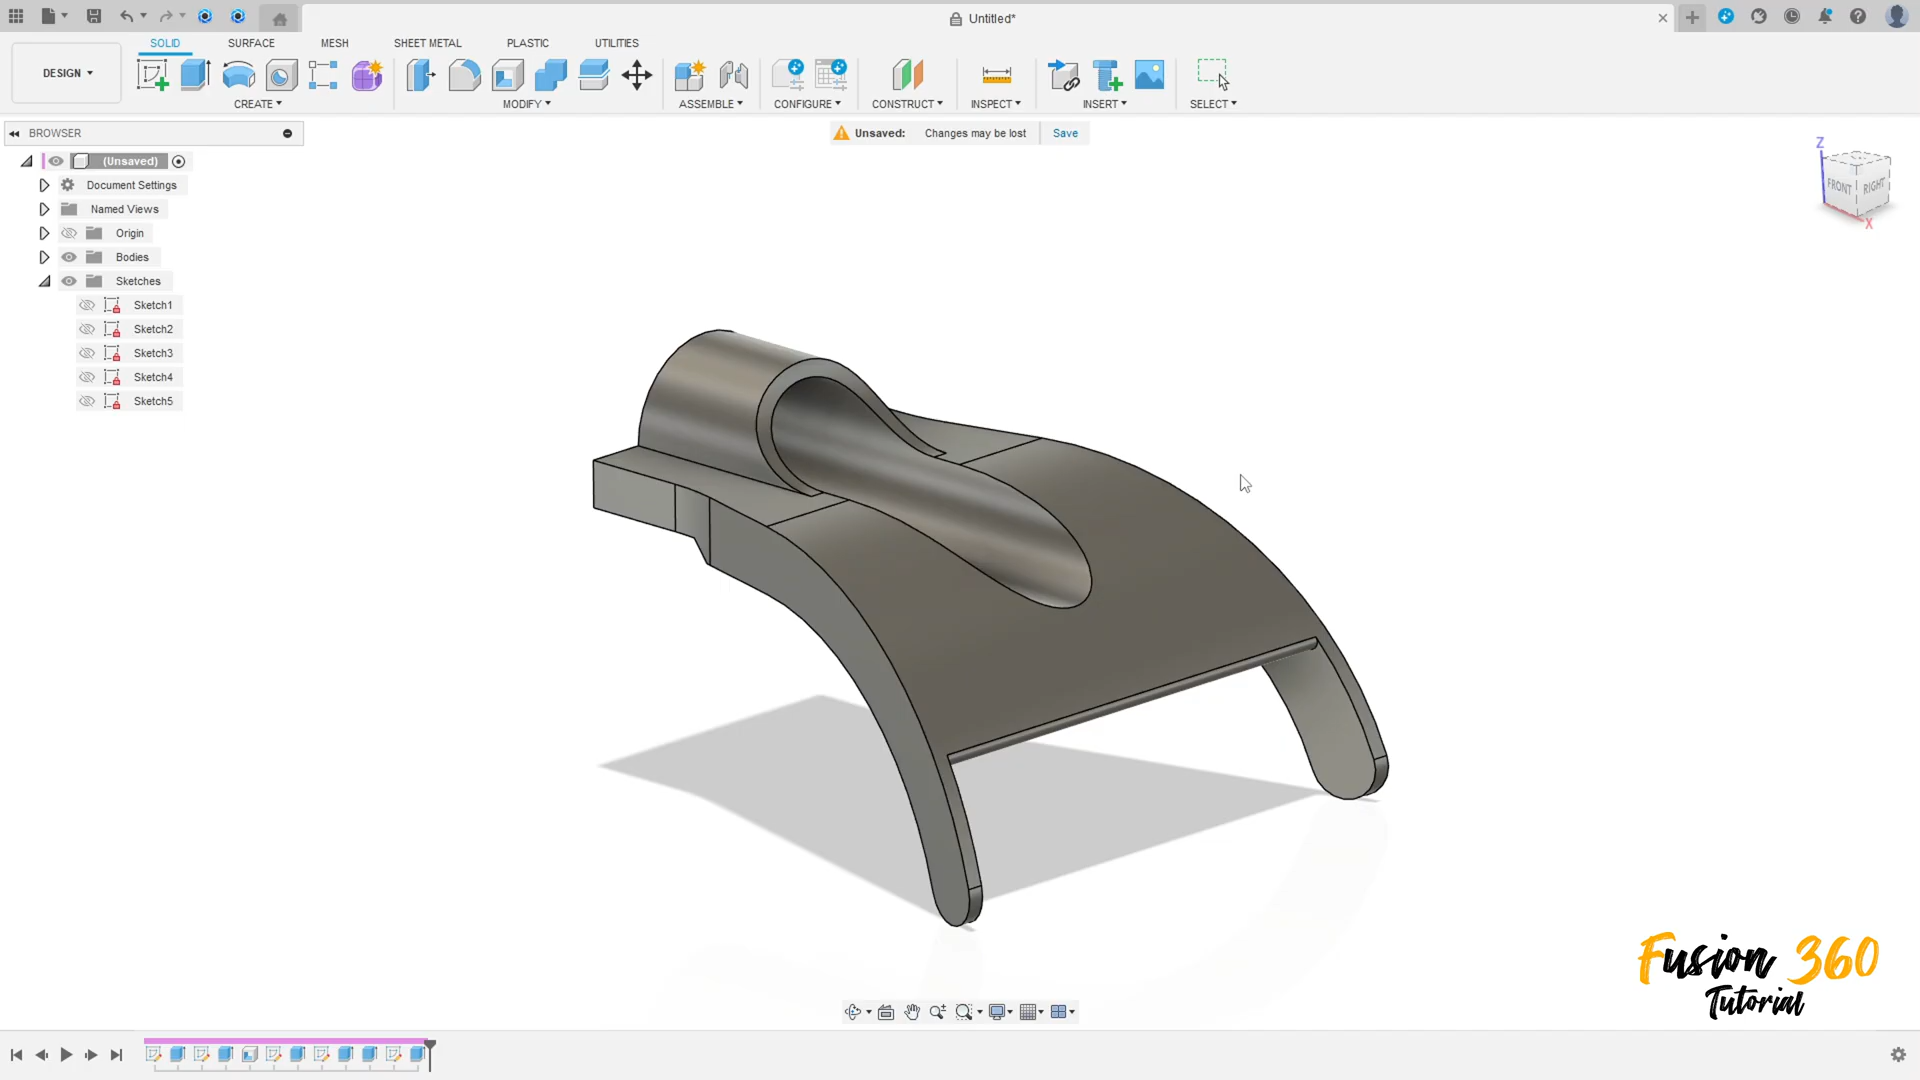 Untitled*
DESIGN
SOLID
SURFACE
MESH
SHEET METAL
PLASTIC
UTILITIES
CREATE
MODIFY
ASSEMBLE
CONFIGURE
CONSTRUCT
INSPECT
INSERT
SELECT
BROWSER
Unsaved: Changes may be lost Save
(Unsaved)
Document Settings
Named Views
Origin
Bodies
Sketches
Sketch1
Sketch2
Sketch3
Sketch4
Sketch5
Z
FRONT RIGHT
X
Fusion 360
Tutorial